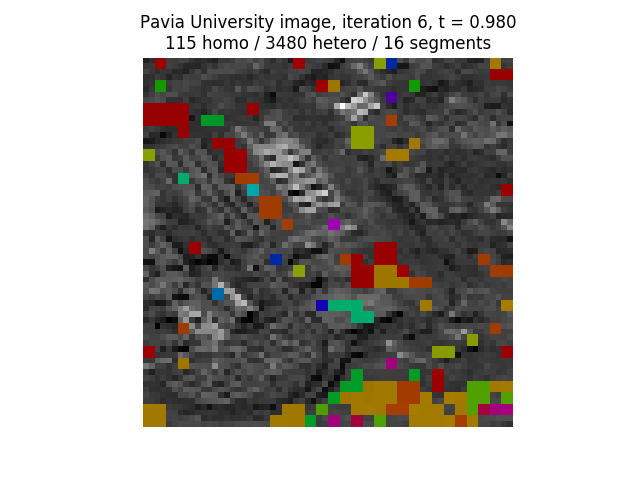 Pavia University image, iteration 6, t = 0.980
115 homo / 3480 hetero / 16 segments